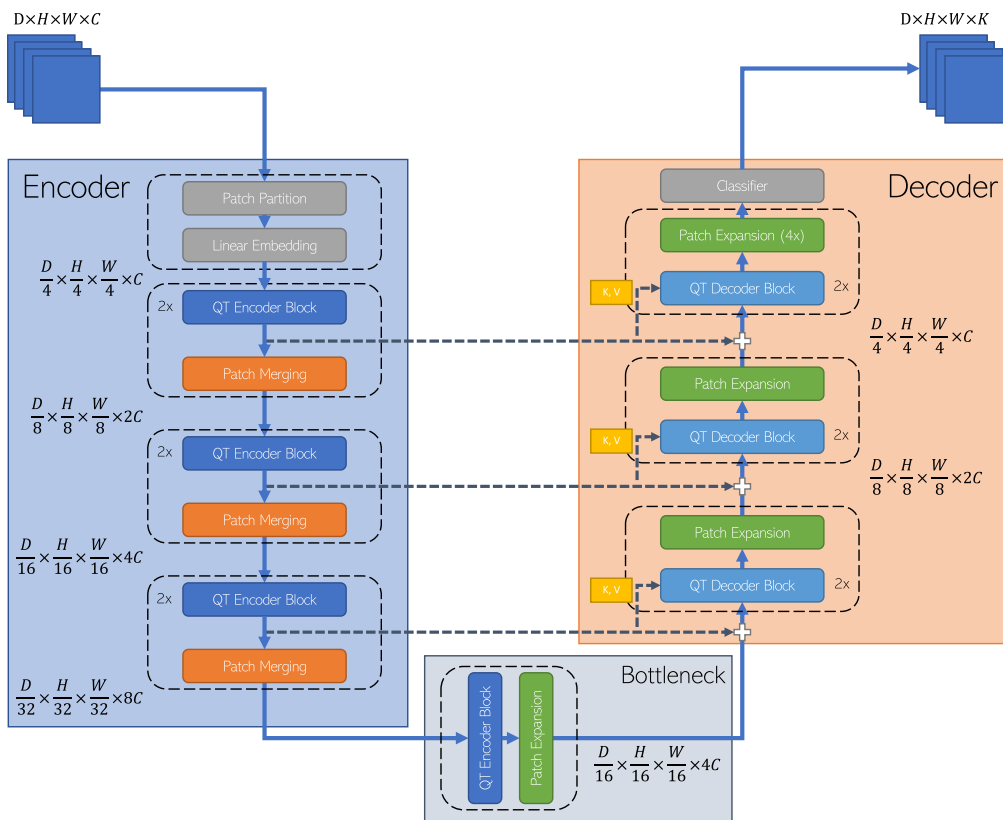 D×H×W×C
D×H×W×K
Encoder
Patch Partition
Linear Embedding
D/4 × H/4 × W/4 ×C
2x
QT Encoder Block
Patch Merging
D/8 × H/8 × W/8 ×2C
2x
QT Encoder Block
Patch Merging
D/16 × H/16 × W/16 ×4C
2x
QT Encoder Block
Patch Merging
D/32 × H/32 × W/32 ×8C
Bottleneck
QT Encoder Block
Patch Expansion
D/16 × H/16 × W/16 ×4C
Decoder
Classifier
Patch Expansion (4x)
K, V
QT Decoder Block
2x
D/4 × H/4 × W/4 ×C
Patch Expansion
K, V
QT Decoder Block
2x
D/8 × H/8 × W/8 ×2C
Patch Expansion
K, V
QT Decoder Block
2x